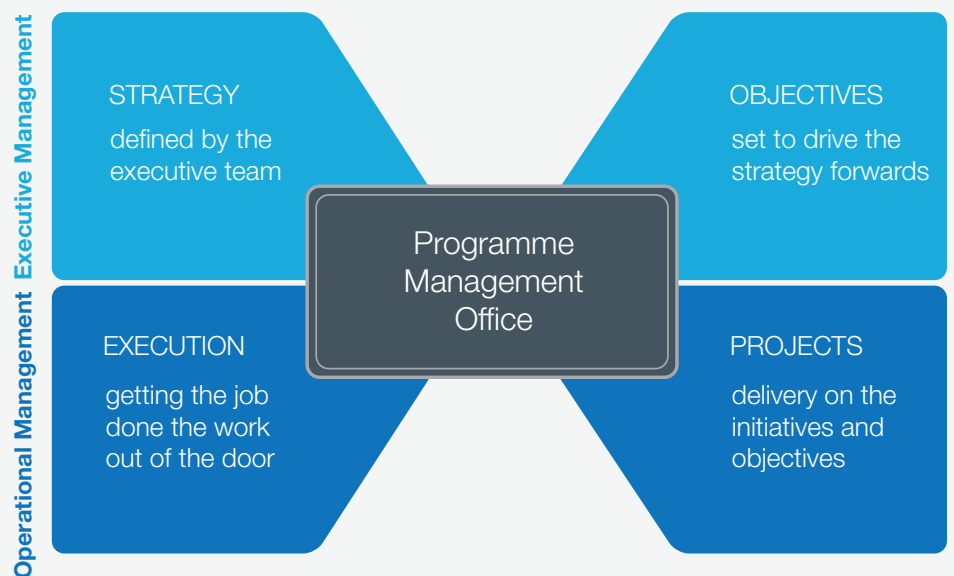 Executive Management
STRATEGY
defined by the
executive team
OBJECTIVES
set to drive the
strategy forwards
Programme
Management
Office
Operational Management
EXECUTION
getting the job
done the work
out of the door
PROJECTS
delivery on the
initiatives and
objectives